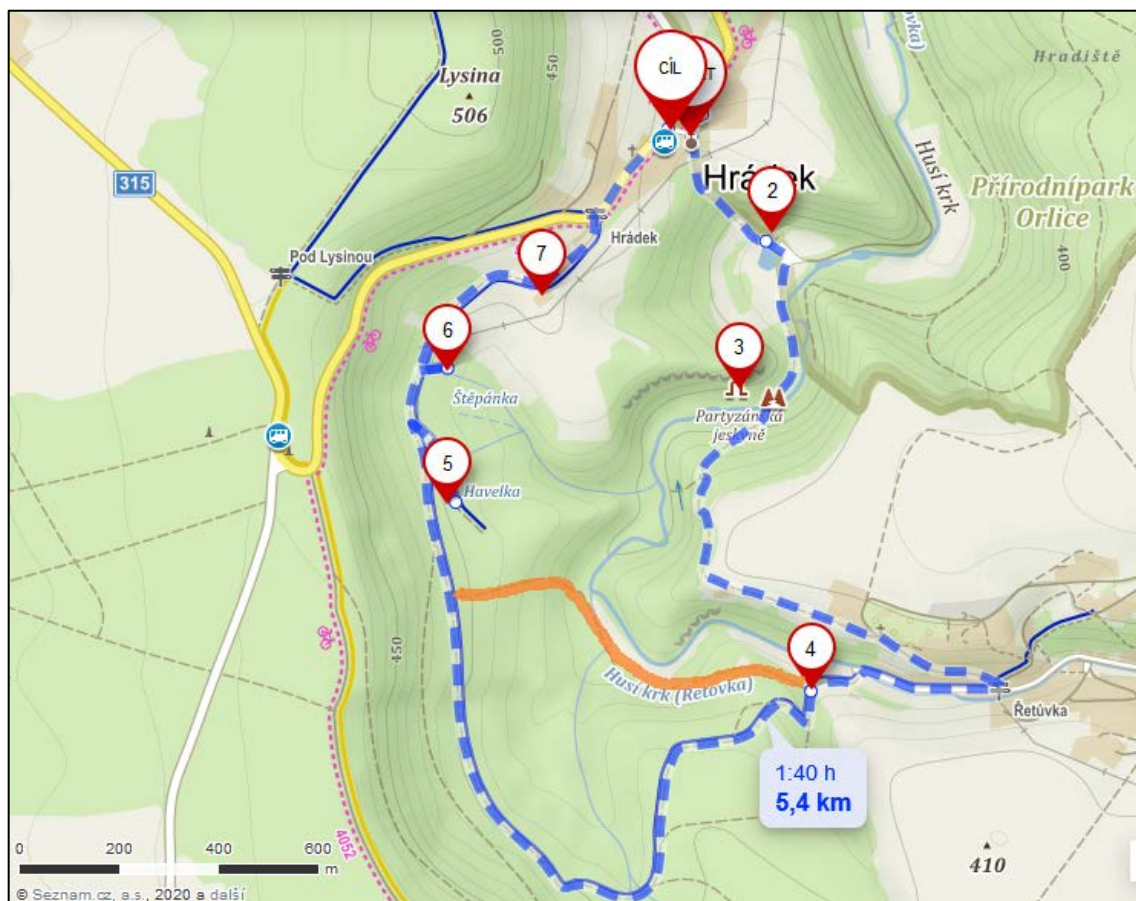 500
450
Lysina
506
Hradiště
CÍL
T
315
Hrádek
Husí krk
2
Přírodní park
Orlice
Pod Lysinou
Hrádek
7
400
6
3
Štěpánka
Partyzánská
jeskyně
5
Havelka
450
4
Husí krk (Řetovka)
Řetůvka
1:40 h
5,4 km
4052
410
0 200 400 600
m
© Seznam.cz, a.s., 2020 a další